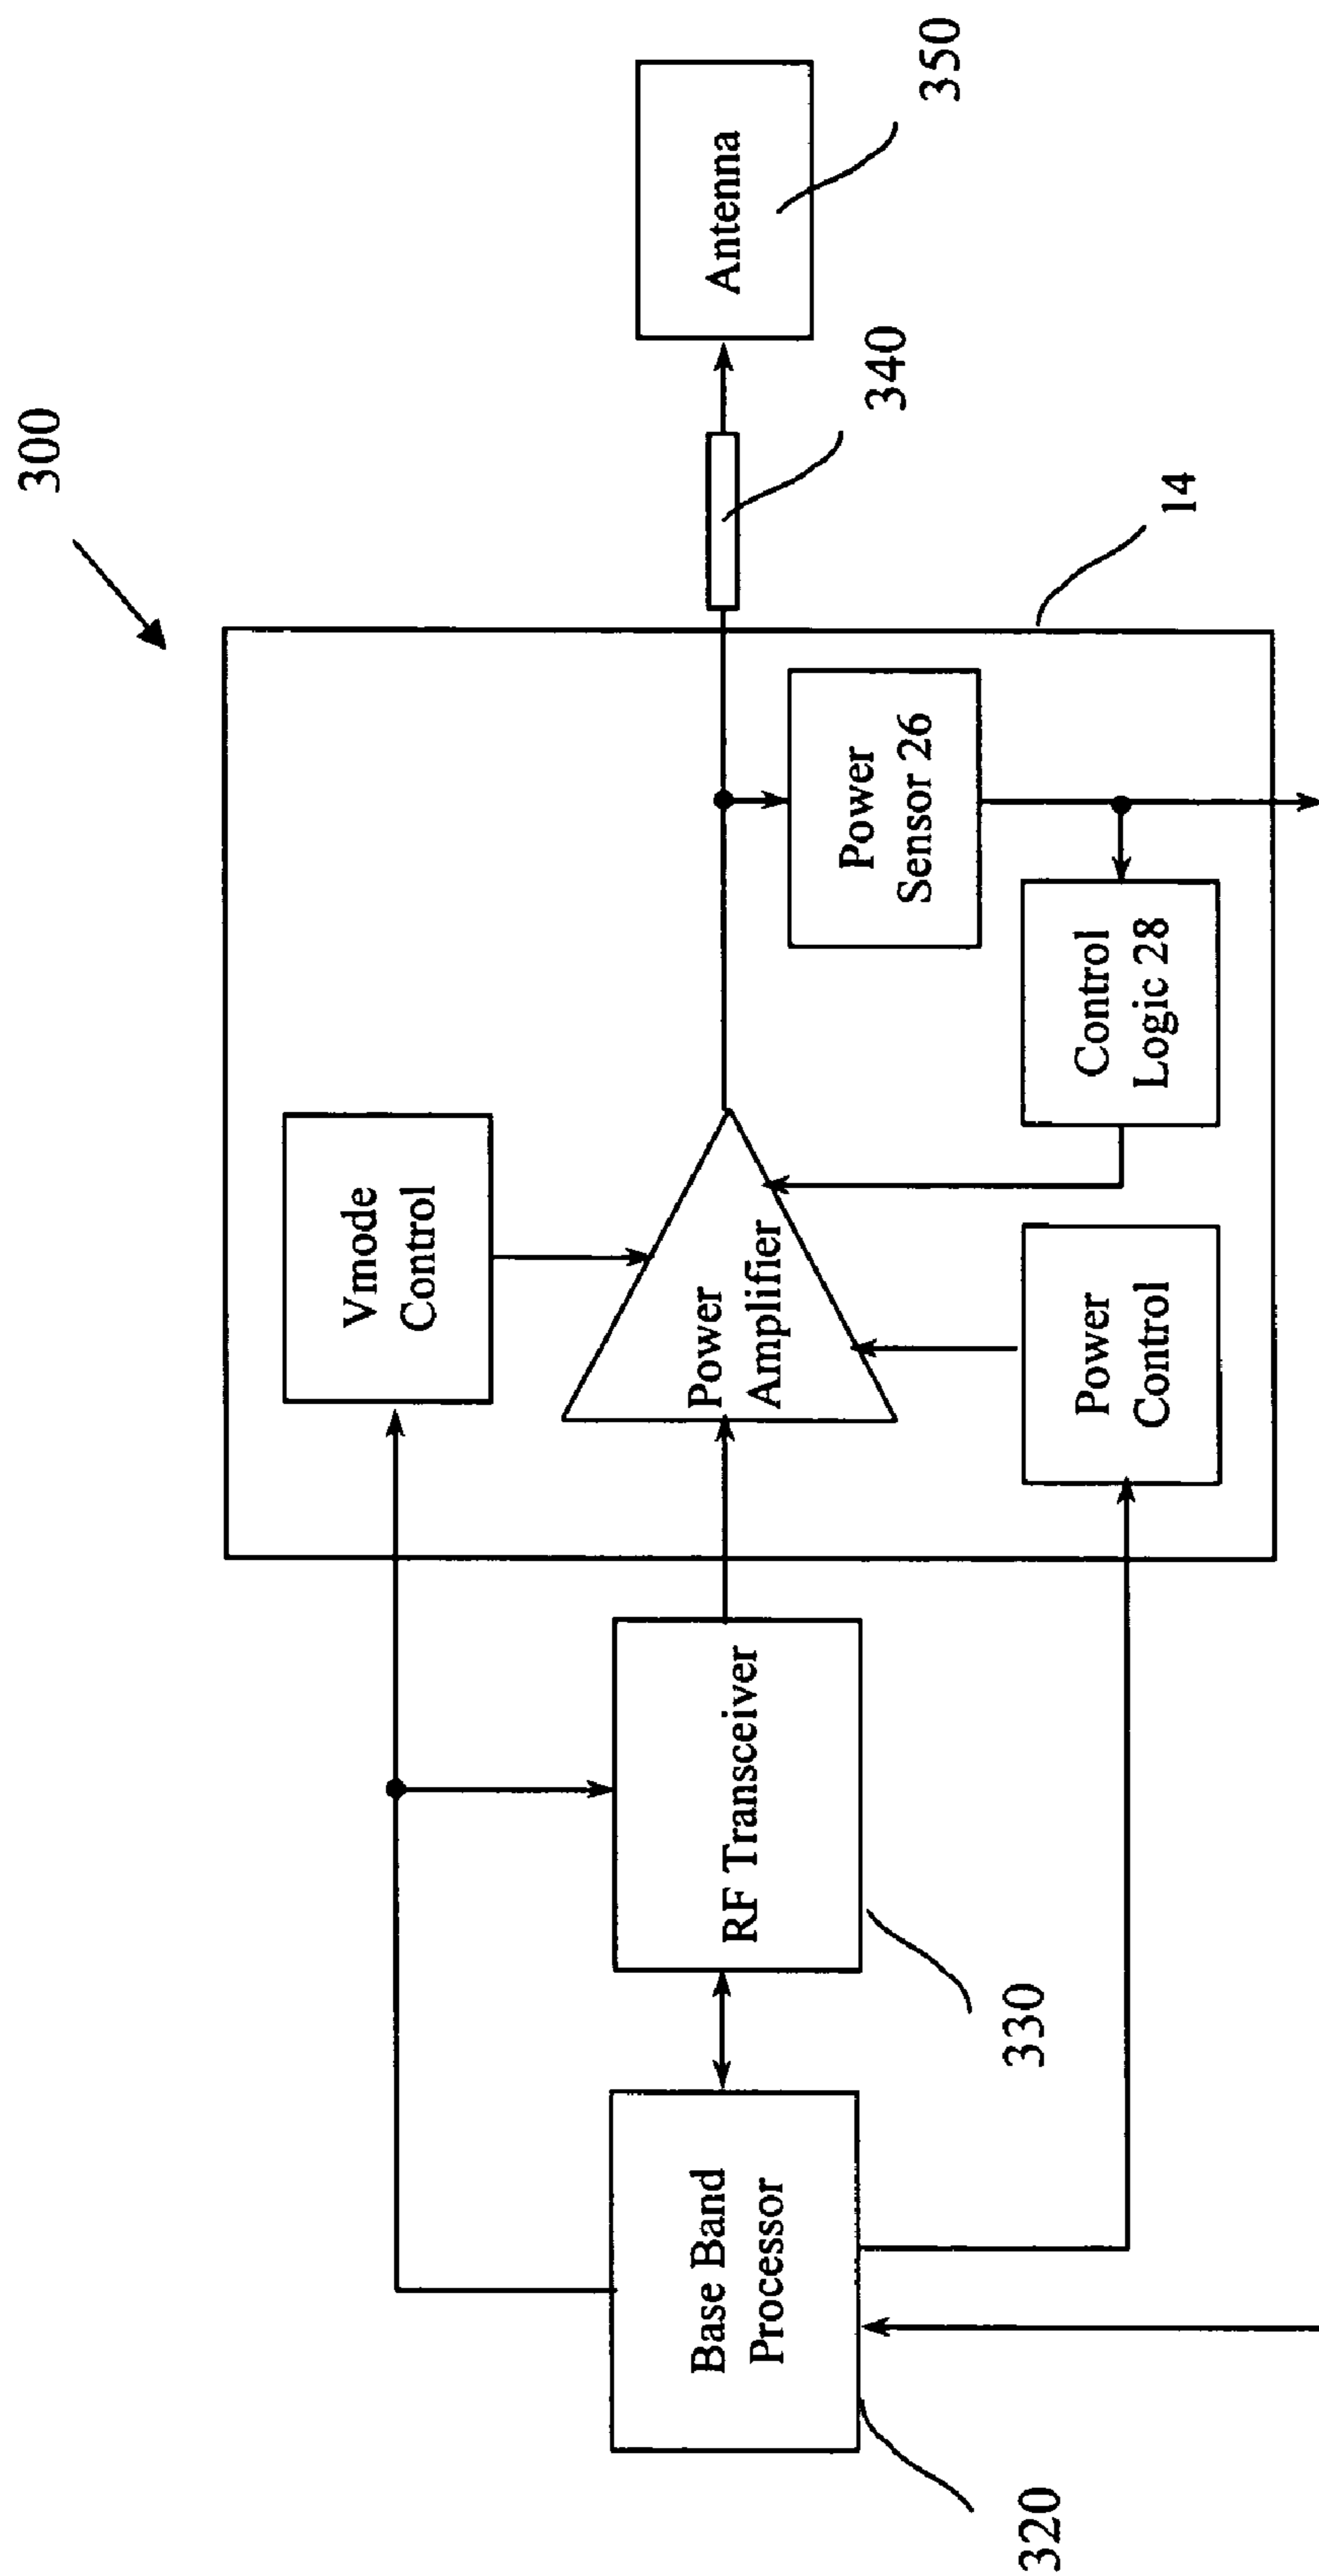 300
Vmode
Control
Antenna
350
340
Power
Amplifier
RF Transceiver
330
Base Band
Processor
320
Power
Sensor 26
Control
Logic 28
Power
Control
14